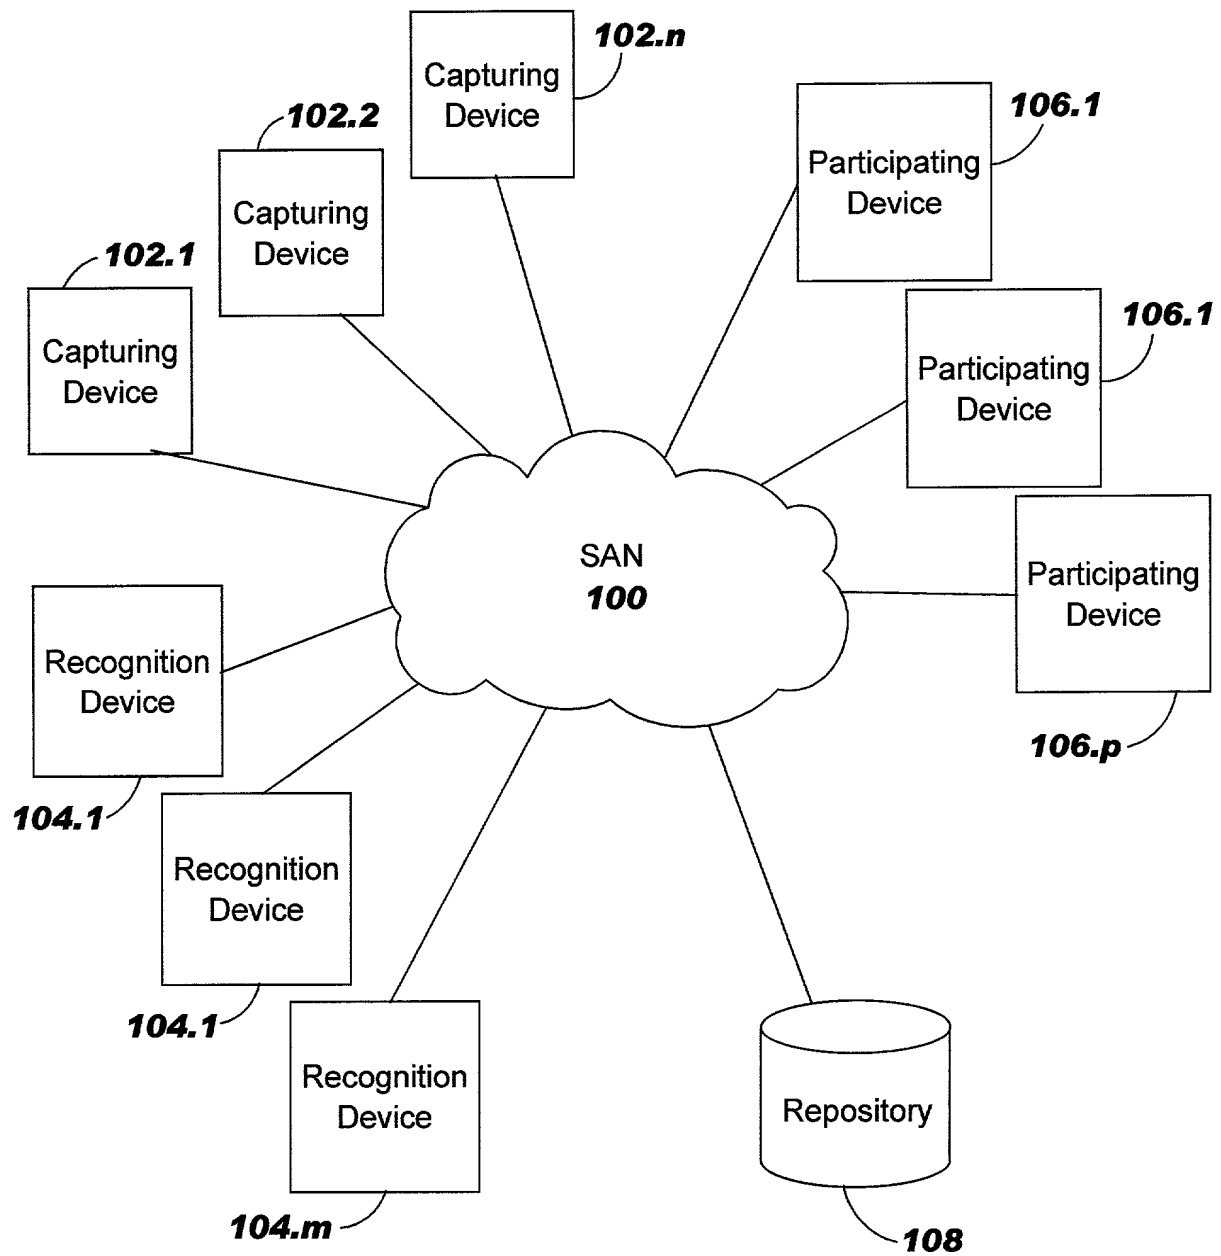 102.n
Capturing
Device
102.2
Capturing
Device
102.1
Capturing
Device
106.1
Participating
Device
106.1
Participating
Device
Participating
Device
106.p
SAN
100
Recognition
Device
104.1
Recognition
Device
104.1
Recognition
Device
104.m
Repository
108